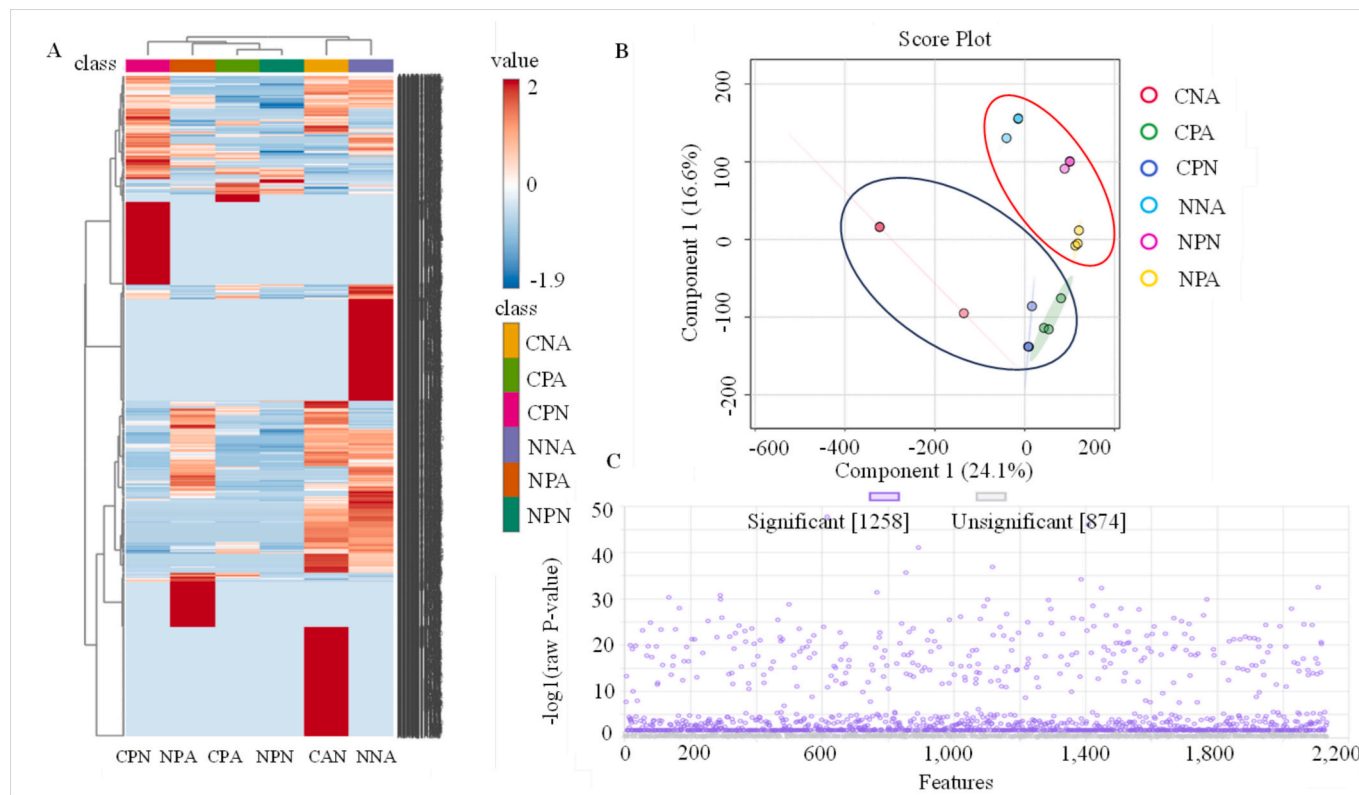 A
class
value
2
0
-1.9
class
CNA
CPA
CPN
NNA
NPA
NPN
CPN NPA CPA NPN CAN NNA
B
Score Plot
Component 1 (16.6%)
200
100
0
-100
-200
-600 -400 -200 0 200
Component 1 (24.1%)
CNA
CPA
CPN
NNA
NPN
NPA
C
Significant [1258] Unsignificant [874]
-log1(raw P-value)
50
40
30
20
10
0
0 200 600 1,000 1,400 1,800 2,200
Features